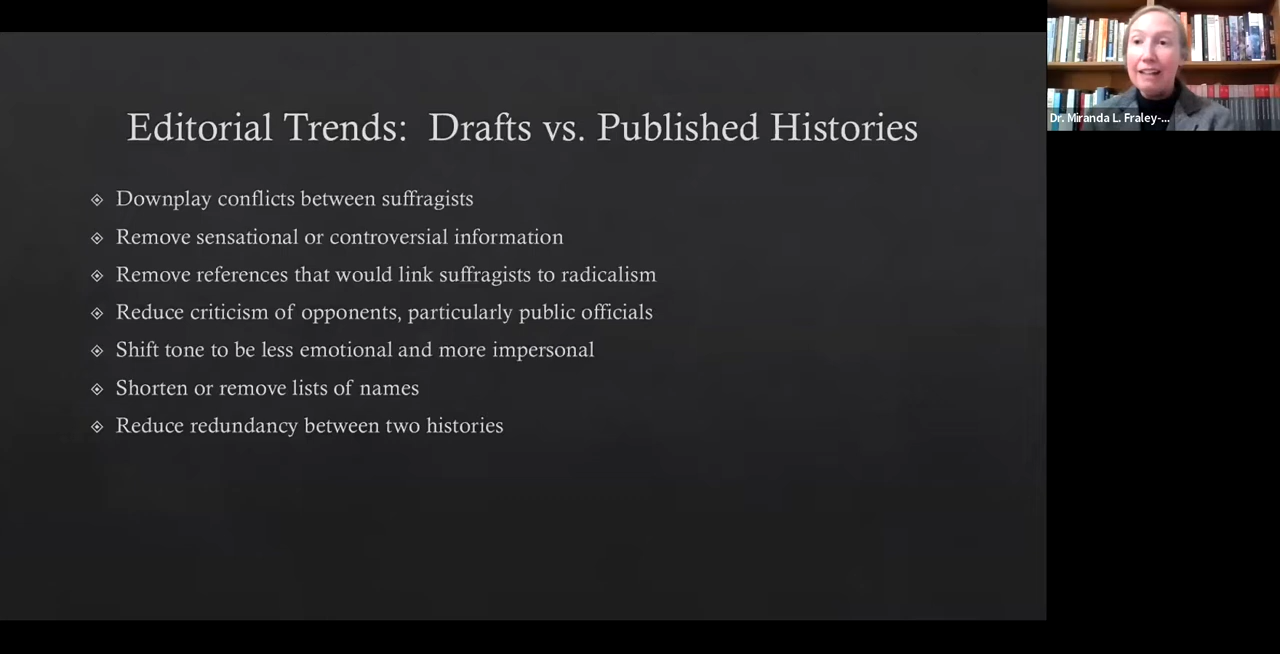 Editorial Trends: Drafts vs. Published Histories
Downplay conflicts between suffragists
Remove sensational or controversial information
Remove references that would link suffragists to radicalism
Reduce criticism of opponents, particularly public officials
Shift tone to be less emotional and more impersonal
Shorten or remove lists of names
Reduce redundancy between two histories
Dr. Miranda L. Fraley-...